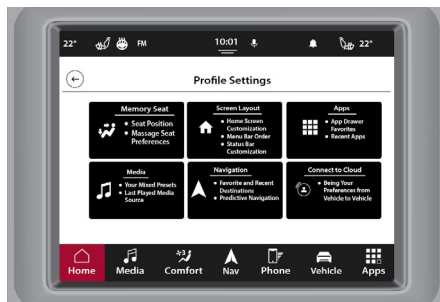 22° FM 10:01 22°
Profile Settings
Memory Seat
• Seat Position
• Massage Seat
Preferences
Screen Layout
• Home Screen
Customization
• Menu Bar Order
• Status Bar
Customization
Apps
• App Drawer
Favorites
• Recent Apps
Media
• Your Mixed Presets
• Last Played Media
Source
Navigation
• Favorite and Recent
Destinations
• Predictive Navigation
Connect to Cloud
• Being Your
Preferences from
Vehicle to Vehicle
Home Media Comfort Nav Phone Vehicle Apps